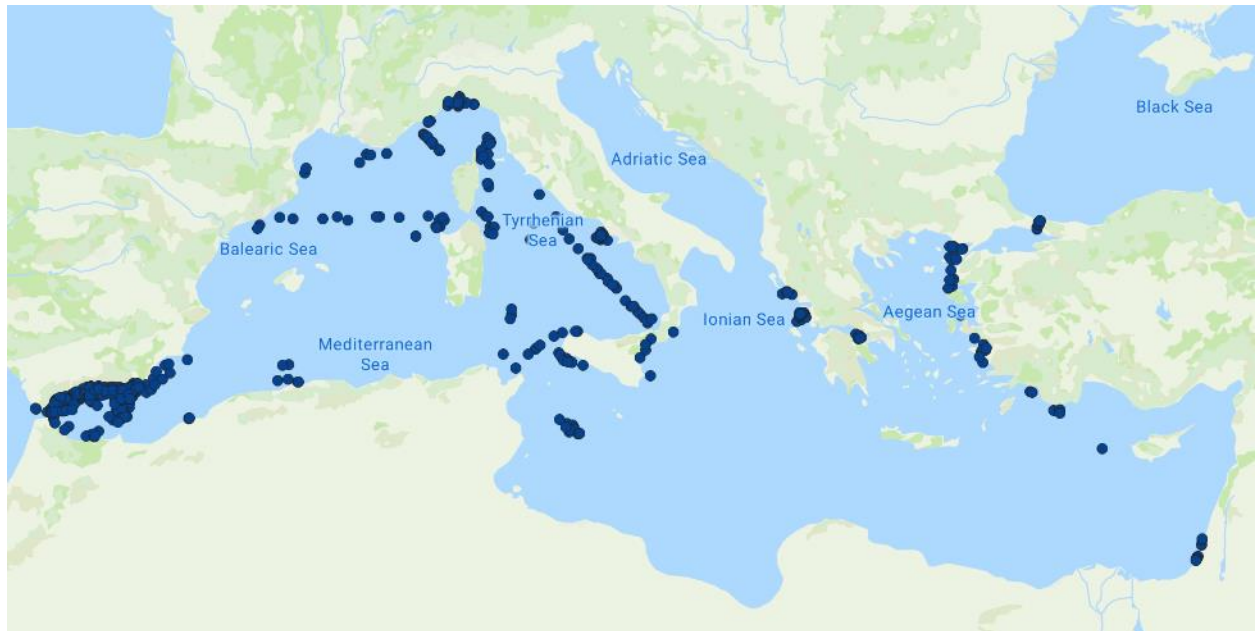 Black Sea
Adriatic Sea
Tyrrhenian
Sea
Balearic Sea
Ionian Sea
Aegean Sea
Mediterranean
Sea